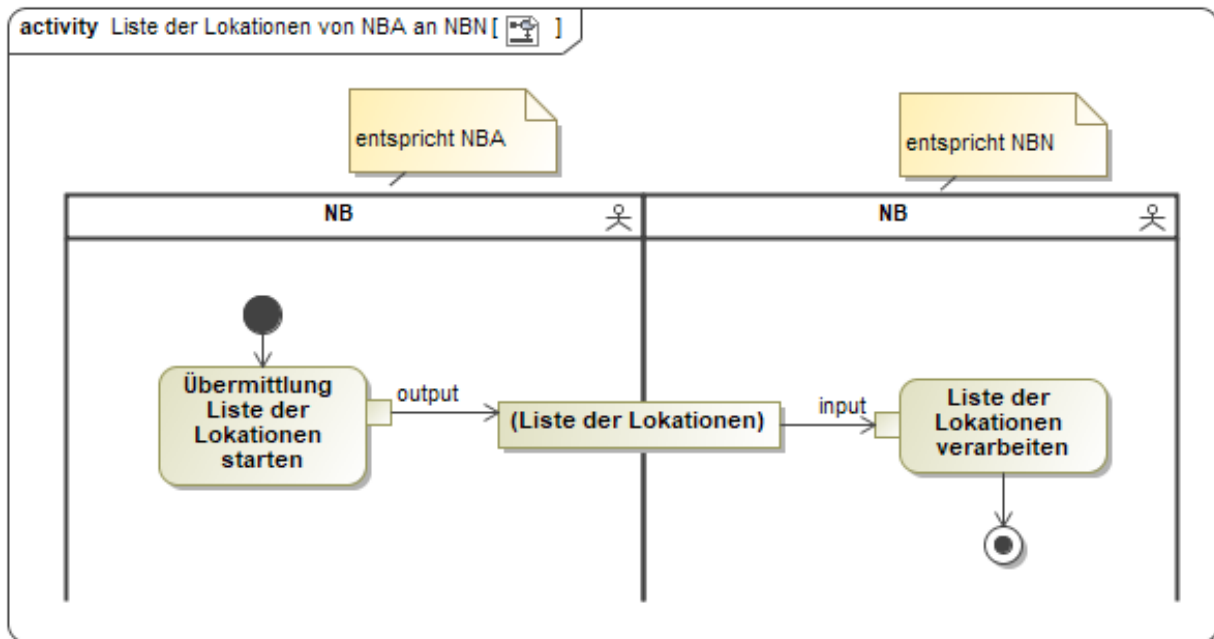 activity Liste der Lokationen von NBA an NBN [ ]
entspricht NBA
entspricht NBN
NB
NB
Übermittlung
Liste der
Lokationen
starten
output
(Liste der Lokationen)
input
Liste der
Lokationen
verarbeiten